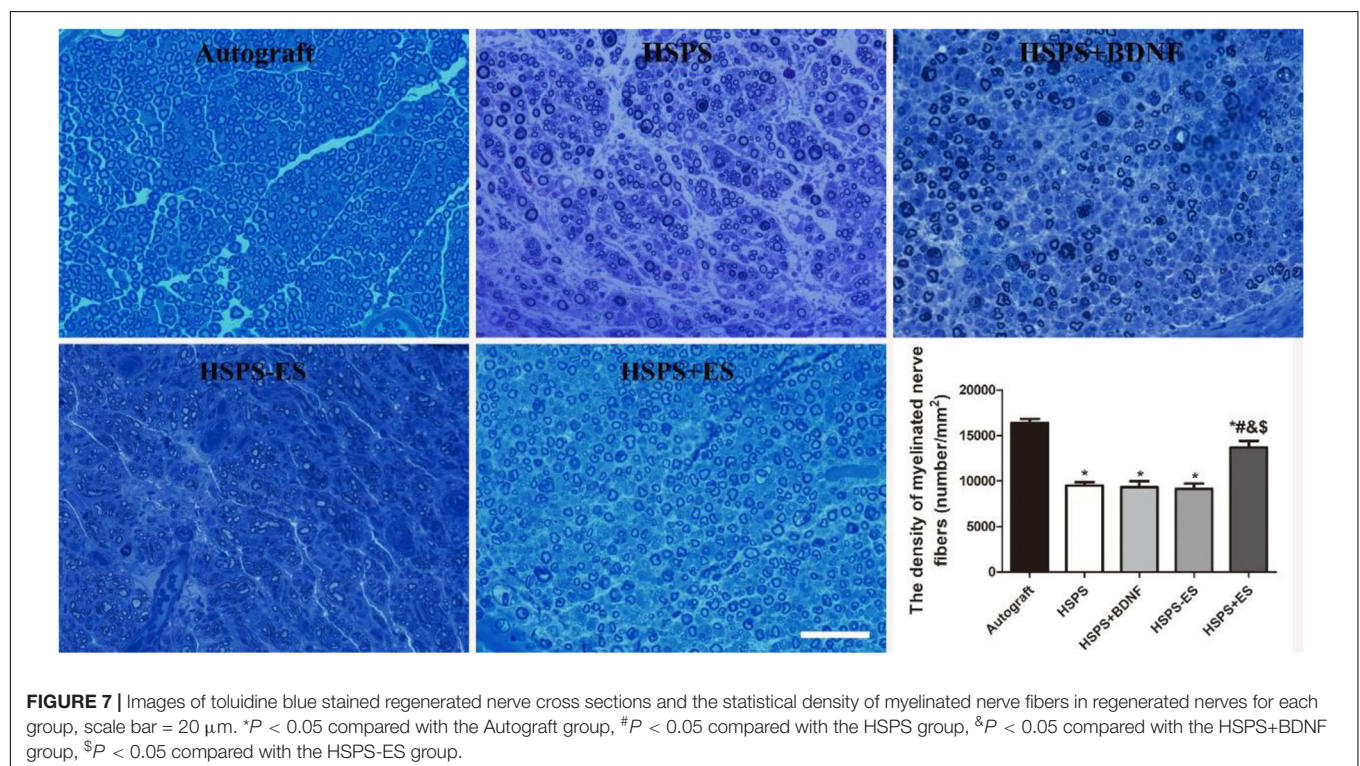 Autograft
HSPS
HSPS+BDNF
HSPS-ES
HSPS+ES
The density of myelinated nerve
fibers (number/mm²)
20000
15000
10000
5000
0
*
*
*
*#&$
Autograft
HSPS
HSPS+BDNF
HSPS-ES
HSPS+ES
FIGURE 7 | Images of toluidine blue stained regenerated nerve cross sections and the statistical density of myelinated nerve fibers in regenerated nerves for each
group, scale bar = 20 μm. *P < 0.05 compared with the Autograft group, #P < 0.05 compared with the HSPS group, &P < 0.05 compared with the HSPS+BDNF
group, $P < 0.05 compared with the HSPS-ES group.